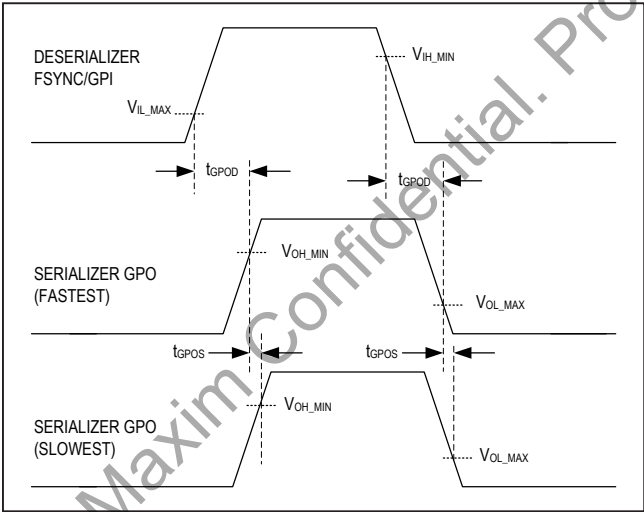 DESERIALIZER
FSYNC/GPI
VIH_MIN
VIL_MAX
tGPOD
tGPOD
SERIALIZER GPO
(FASTEST)
VOH_MIN
VOL_MAX
tGPOS
tGPOS
SERIALIZER GPO
(SLOWEST)
VOH_MIN
VOL_MAX
Maxim Confidential. Pro